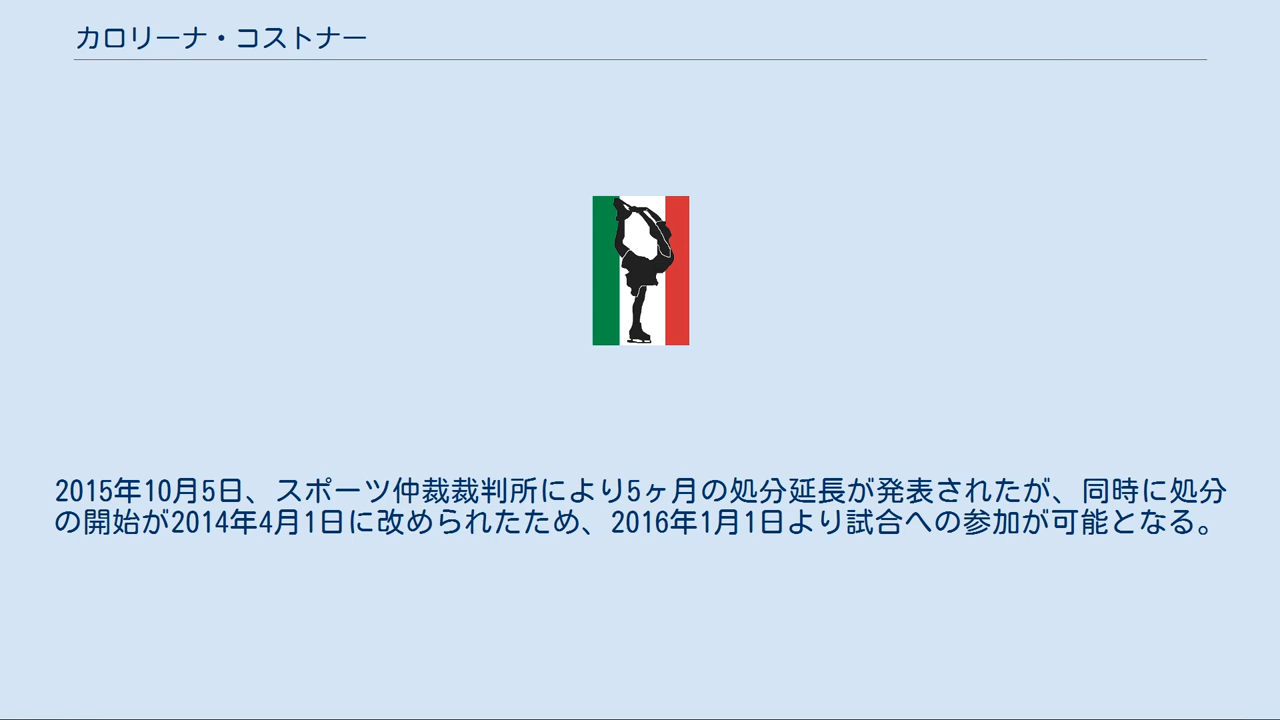 カロリーナ・コストナー
2015年10月5日、スポーツ仲裁裁判所により5ヶ月の処分延長が発表されたが、同時に処分
の開始が2014年4月1日に改められたため、2016年1月1日より試合への参加が可能となる。